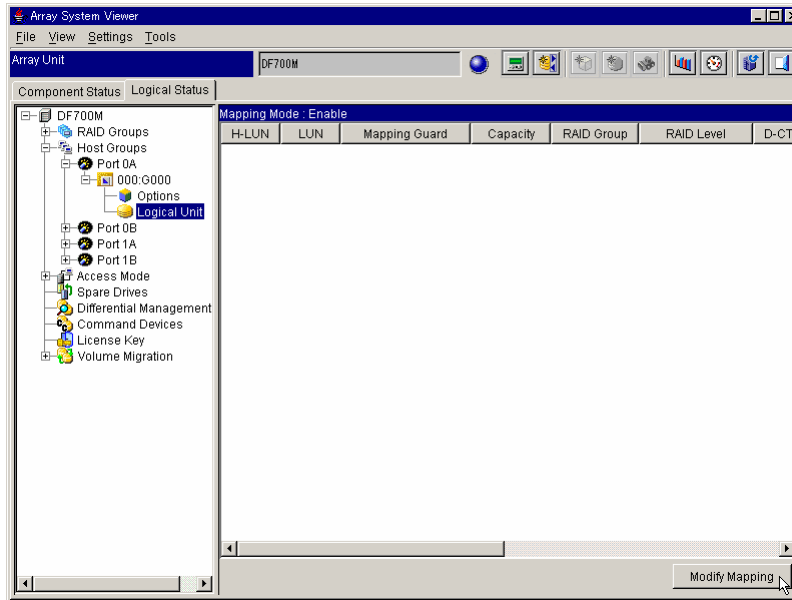 Array System Viewer
File View Settings Tools
Array Unit
DF700M
Component Status Logical Status
DF700M
RAID Groups
Host Groups
Port 0A
000:G000
Options
Logical Unit
Port 0B
Port 1A
Port 1B
Access Mode
Spare Drives
Differential Management
Command Devices
License Key
Volume Migration
Mapping Mode : Enable
H-LUN LUN Mapping Guard Capacity RAID Group RAID Level D-CT
Modify Mapping